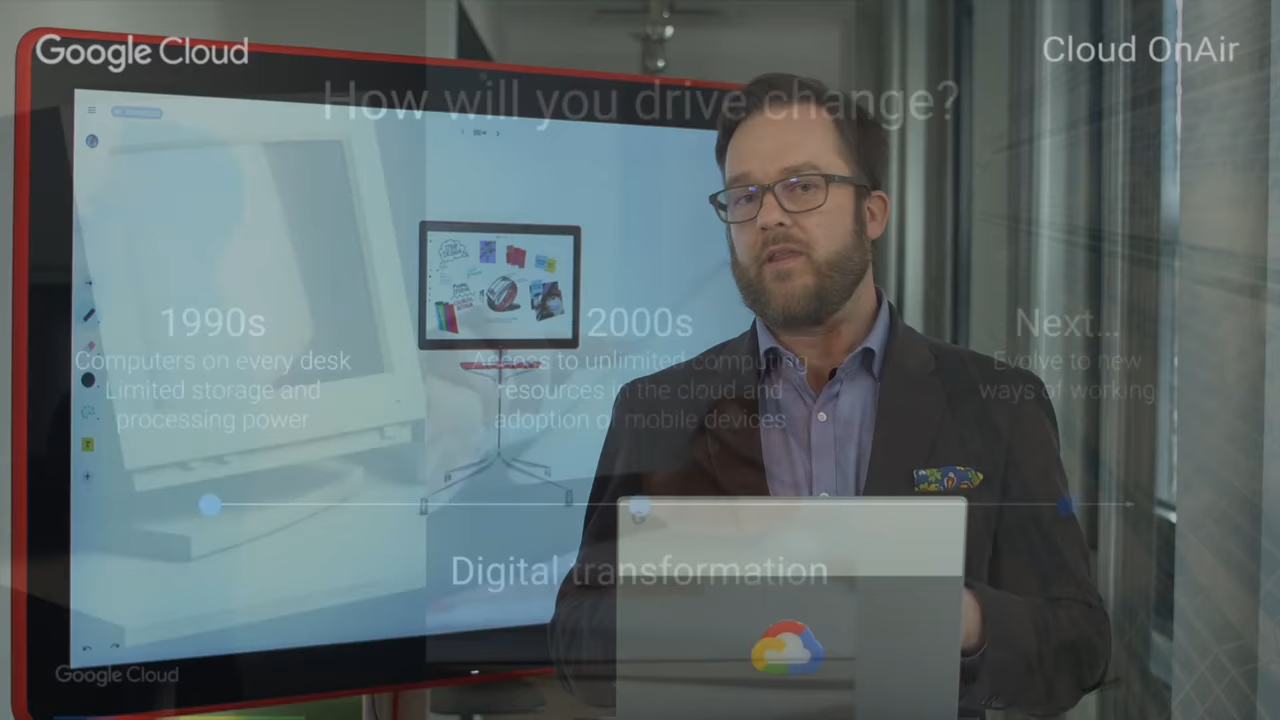 Google Cloud
Cloud OnAir
How will you drive change?
1990s
Computers on every desk
Limited storage and
processing power
2000s
Access to unlimited compute
resources in the cloud and
adoption of mobile devices
Next...
Evolve to new
ways of working
Digital transformation
Google Cloud